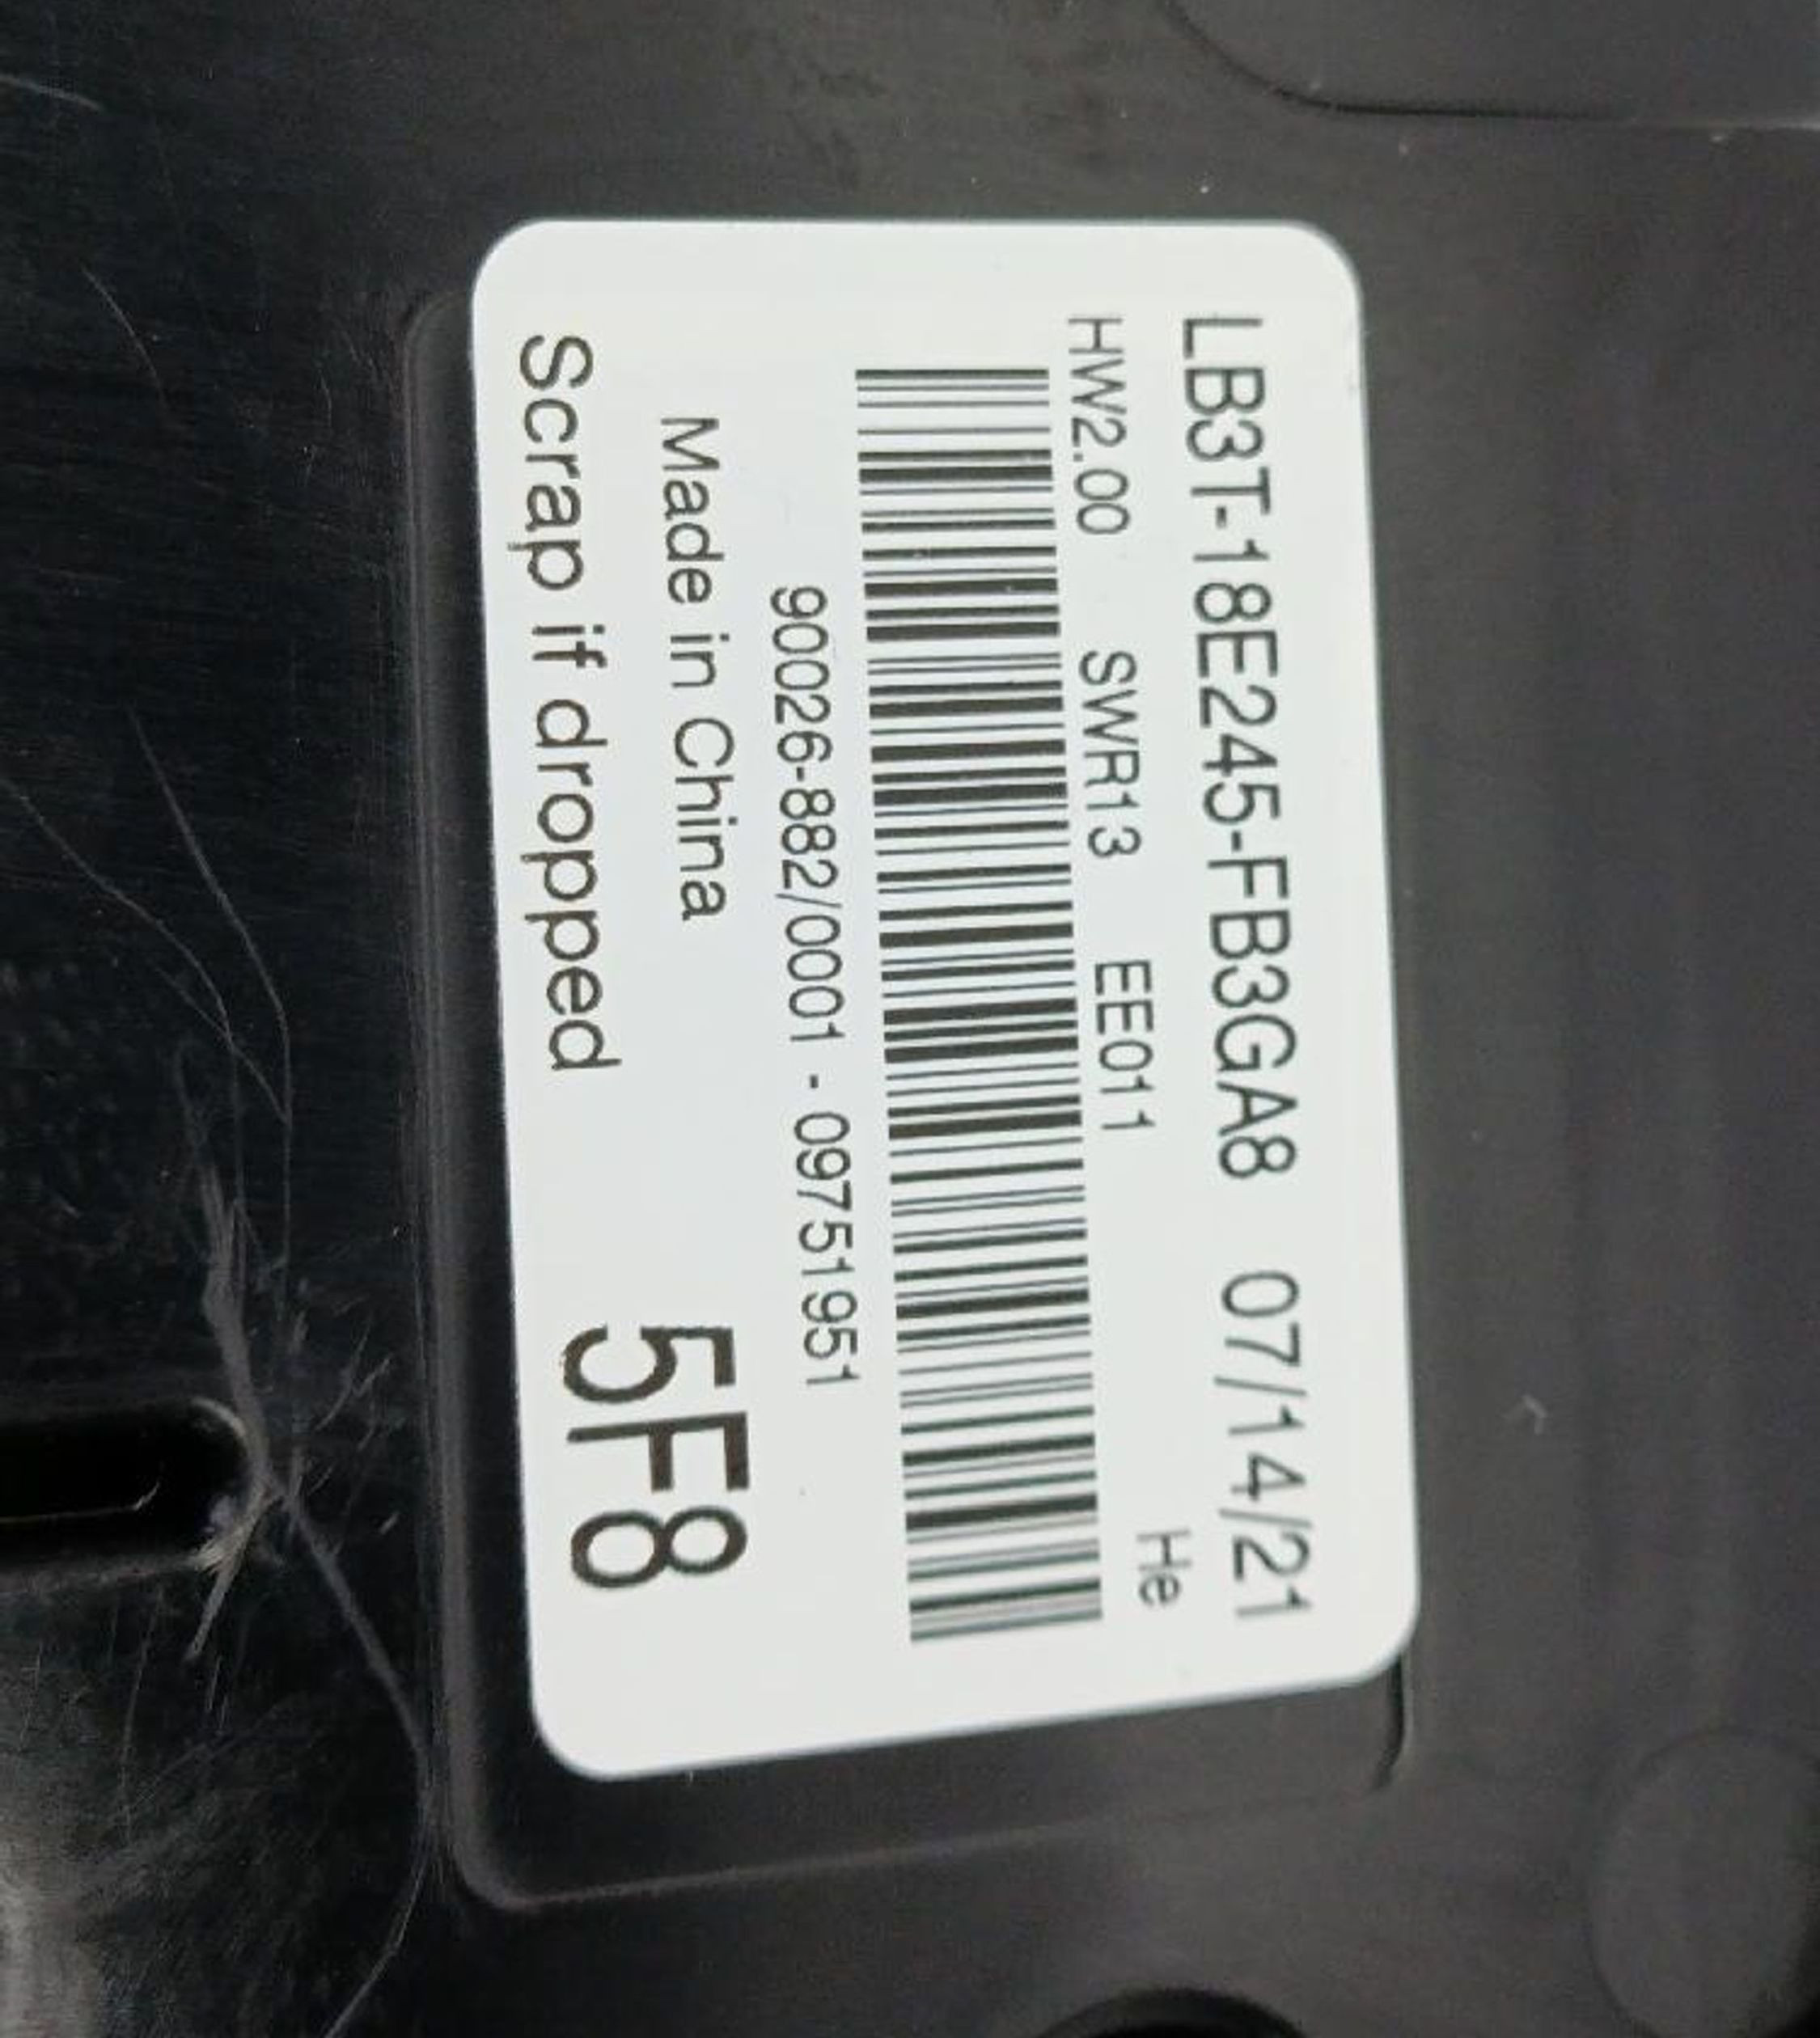 LB3T-18E245-FB3GA8 07/14/21
HW2.00 SWR13 EE011 He
90026-882/0001 - 09751951
Made in China
Scrap if dropped 5F8